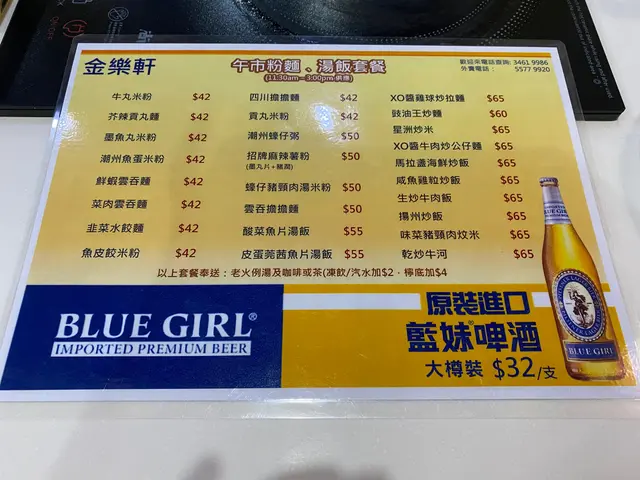 金樂軒
午市粉麵、湯飯套餐
(11:30am－3:00pm 供應)
歡迎來電話查詢: 3461 9986
外賣電話： 5577 9920
牛丸米粉 $42
芥辣貢丸麵 $42
墨魚丸米粉 $42
潮州魚蛋米粉 $42
鮮蝦雲吞麵 $42
菜肉雲吞麵 $42
韮菜水餃麵 $42
魚皮餃米粉 $42
四川擔擔麵 $42
貢丸米粉 $42
潮州蠔仔粥 $50
招牌麻辣薯粉 $50
(墨丸片+豬潤)
蠔仔豬頸肉湯米粉 $50
雲吞擔擔麵 $50
酸菜魚片湯飯 $55
皮蛋莞茜魚片湯飯 $55
XO醬雞球炒拉麵 $65
豉油王炒麵 $60
星洲炒米 $65
XO醬牛肉炒公仔麵 $65
馬拉盞海鮮炒飯 $65
咸魚雞粒炒飯 $65
生炒牛肉飯 $65
揚州炒飯 $65
味菜豬頸肉炆米 $65
乾炒牛河 $65
以上套餐奉送：老火例湯及咖啡或茶(凍飲/汽水加$2，檸底加$4
BLUE GIRL®
IMPORTED PREMIUM BEER
原裝進口
藍妹®啤酒
大樽裝 $32/支
BLUE GIRL
BLUE GIRL